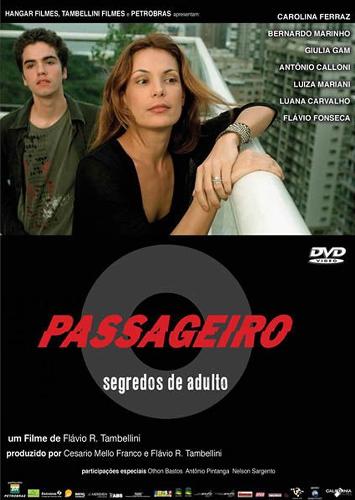 HANGAR FILMES, TAMBELLINI FILMES e PETROBRAS apresentam:
CAROLINA FERRAZ
BERNARDO MARINHO
GIULIA GAM
ANTÔNIO CALLONI
LUIZA MARIANI
LUANA CARVALHO
FLÁVIO FONSECA
DVD
VIDEO
O
PASSAGEIRO
segredos de adulto
um Filme de Flávio R. Tambellini
produzido por Cesario Mello Franco e Flávio R. Tambellini
participações especiais Othon Bastos Antônio Pintanga Nelson Sargento
PETROBRAS